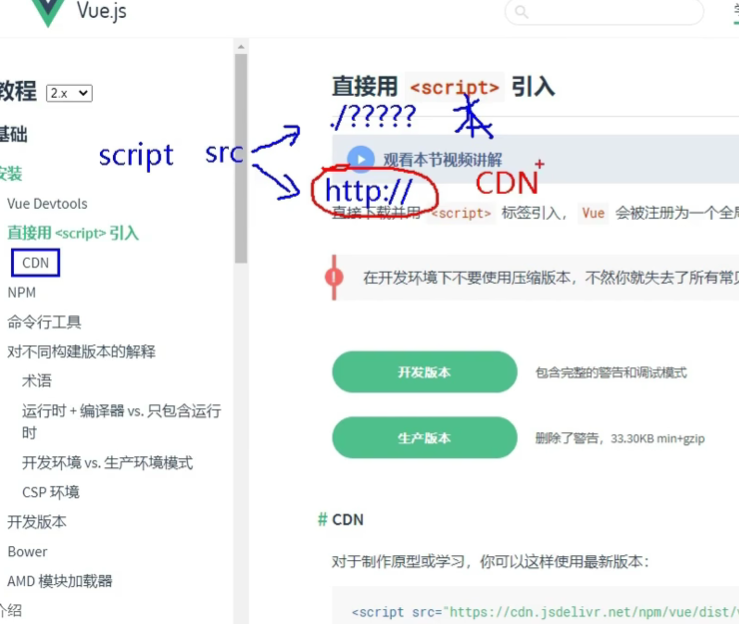 Vue.js
教程 2.x
基础
安装
Vue Devtools
直接用 <script> 引入
CDN
NPM
命令行工具
对不同构建版本的解释
术语
运行时 + 编译器 vs. 只包含运行
时
开发环境 vs. 生产环境模式
CSP 环境
开发版本
Bower
AMD 模块加载器
介绍
直接用 <script> 引入
./?????
本
script src
观看本节视频讲解
http://
CDN
直接下载并用 <script> 标签引入，Vue 会被注册为一个全局
在开发环境下不要使用压缩版本，不然你就失去了所有常见
开发版本 包含完整的警告和调试模式
生产版本 删除了警告，33.30KB min+gzip
# CDN
对于制作原型或学习，你可以这样使用最新版本：
<script src="https://cdn.jsdelivr.net/npm/vue/dist/